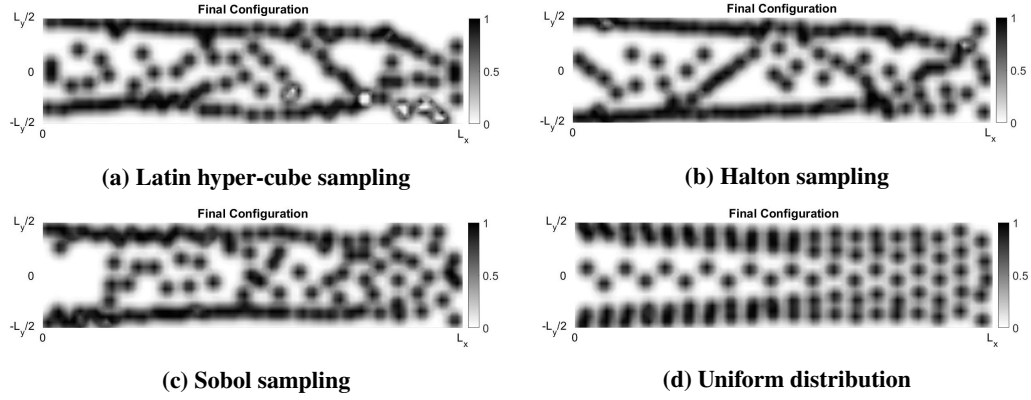 Final Configuration
L_y/2
0
-L_y/2
0
L_x
1
0.5
0
(a) Latin hyper-cube sampling
Final Configuration
L_y/2
0
-L_y/2
0
L_x
1
0.5
0
(b) Halton sampling
Final Configuration
L_y/2
0
-L_y/2
0
L_x
1
0.5
0
(c) Sobol sampling
Final Configuration
L_y/2
0
-L_y/2
0
L_x
1
0.5
0
(d) Uniform distribution